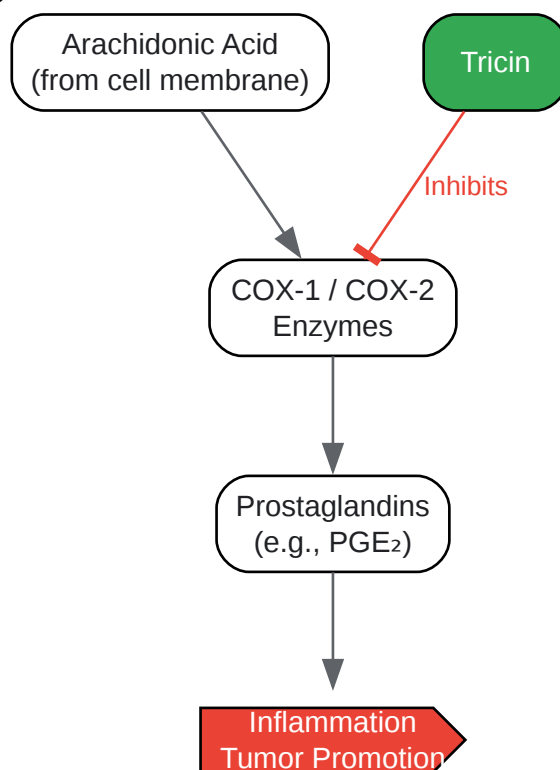 Arachidonic Acid
(from cell membrane)
Tricin
Inhibits
COX-1 / COX-2
Enzymes
Prostaglandins
(e.g., PGE₂)
Inflammation
Tumor Promotion